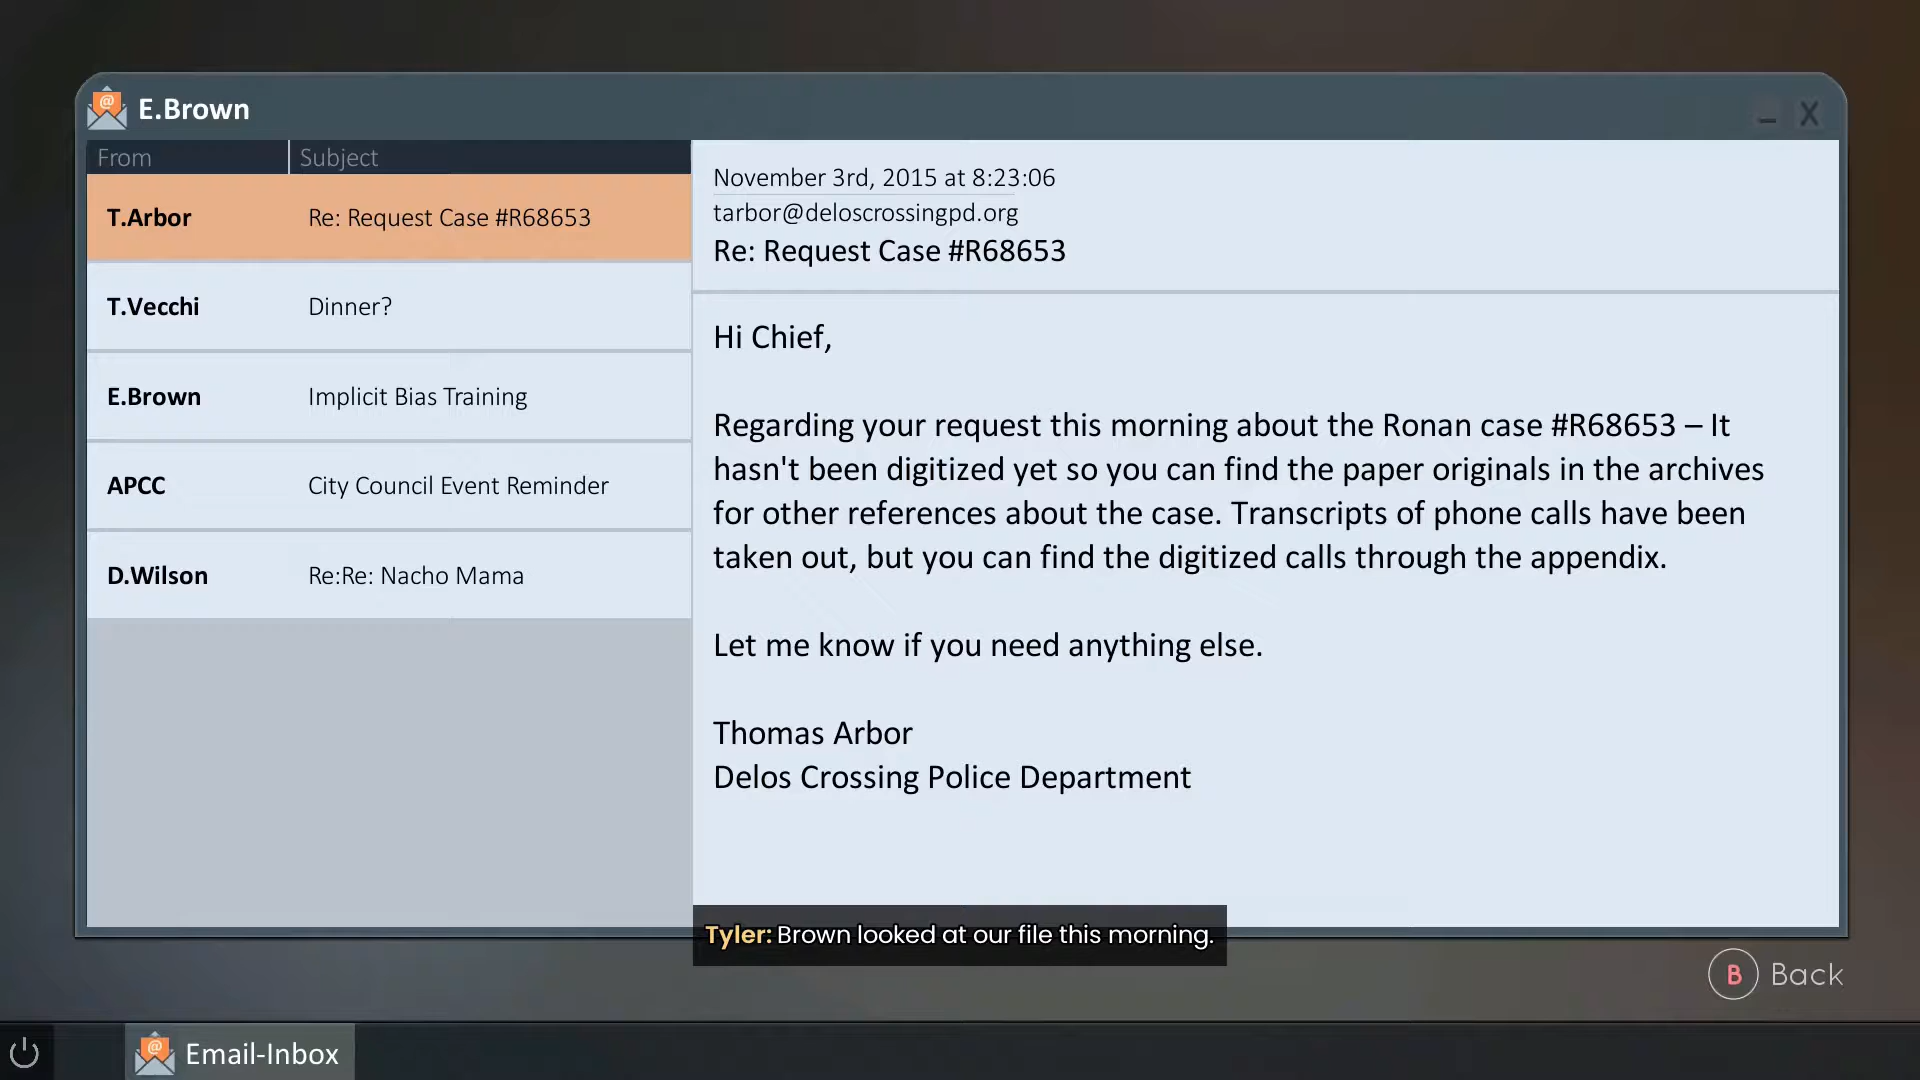 E.Brown
_ X
From Subject
T.Arbor Re: Request Case #R68653
T.Vecchi Dinner?
E.Brown Implicit Bias Training
APCC City Council Event Reminder
D.Wilson Re:Re: Nacho Mama
November 3rd, 2015 at 8:23:06
tarbor@deloscrossingpd.org
Re: Request Case #R68653
Hi Chief,
Regarding your request this morning about the Ronan case #R68653 – It
hasn't been digitized yet so you can find the paper originals in the archives
for other references about the case. Transcripts of phone calls have been
taken out, but you can find the digitized calls through the appendix.
Let me know if you need anything else.
Thomas Arbor
Delos Crossing Police Department
Tyler: Brown looked at our file this morning.
B Back
Email-Inbox